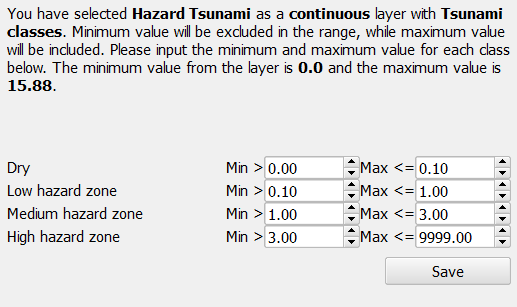 You have selected Hazard Tsunami as a continuous layer with Tsunami
classes. Minimum value will be excluded in the range, while maximum value
will be included. Please input the minimum and maximum value for each class
below. The minimum value from the layer is 0.0 and the maximum value is
15.88.
Dry Min > 0.00 Max <= 0.10
Low hazard zone Min > 0.10 Max <= 1.00
Medium hazard zone Min > 1.00 Max <= 3.00
High hazard zone Min > 3.00 Max <= 9999.00
Save